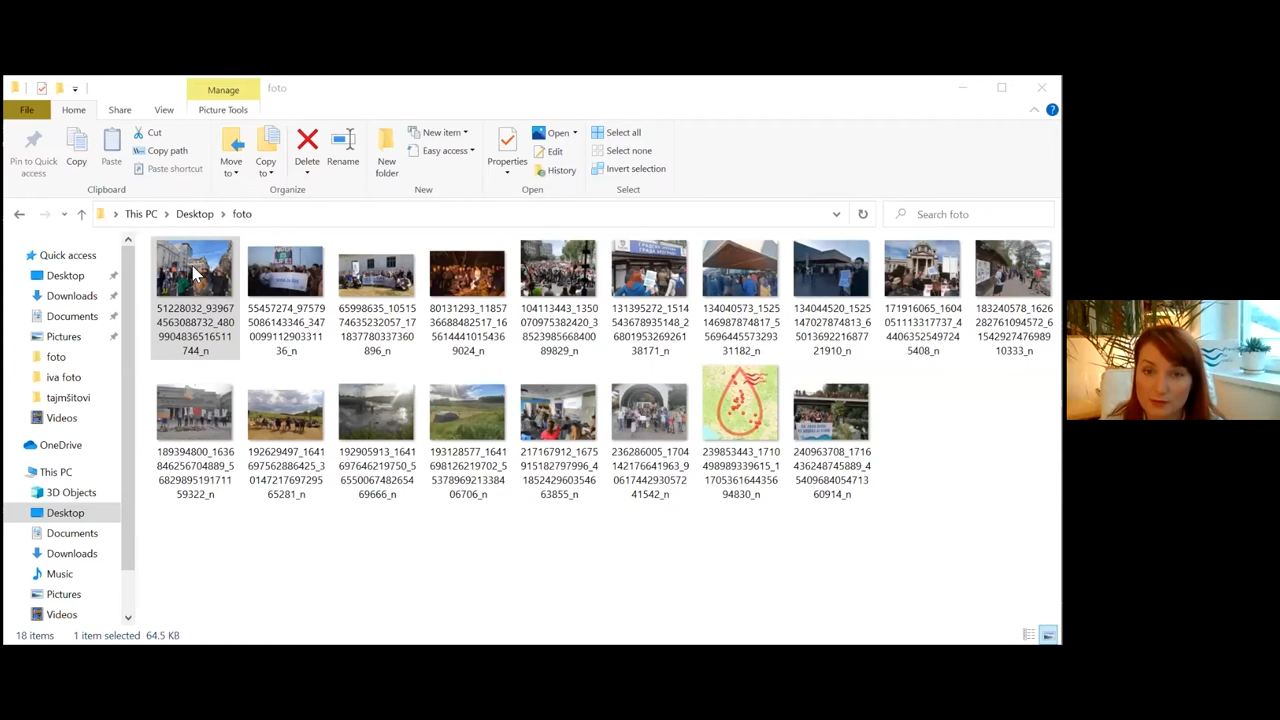 Manage
foto
File
Home
Share
View
Picture Tools
Pin to Quick
access
Copy
Paste
Cut
Copy path
Paste shortcut
Clipboard
Move
to
Copy
to
Delete
Rename
Organize
New
folder
New item
Easy access
New
Properties
Open
Edit
History
Open
Select all
Select none
Invert selection
Select
This PC > Desktop > foto
Search foto
Quick access
Desktop
Downloads
Documents
Pictures
foto
iva foto
tajmštitovi
Videos
OneDrive
This PC
3D Objects
Desktop
Documents
Downloads
Music
Pictures
Videos
51228032_93967
4563088732_480
9904836516511
744_n
55457274_97579
5086143346_347
0099112903311
36_n
65998635_10515
74635232057_17
1837780337360
896_n
80131293_11857
36688482517_16
5614441015436
9024_n
104113443_1350
070975382420_3
8523985668400
89829_n
131395272_1514
543678935148_2
6801953269261
38171_n
134040573_1525
146987874817_5
5696445573293
31182_n
134044520_1525
147027874813_6
5013692216877
21910_n
171916065_1604
051113317737_4
4406352549724
5408_n
183240578_1626
282761094572_6
1542927476989
10333_n
189394800_1636
846256704889_5
6829895191711
59322_n
192629497_1641
697562886425_3
0147217697295
65281_n
192905913_1641
697646219750_5
6550067482654
69666_n
193128577_1641
698126219702_5
5378969213384
06706_n
217167912_1675
915182797996_4
1852429603546
63855_n
236286005_1704
142176641963_9
0617442930572
41542_n
239853443_1710
498989339615_1
1705361644356
94830_n
240963708_1716
436248745889_4
5409684054713
60914_n
18 items
1 item selected 64.5 KB